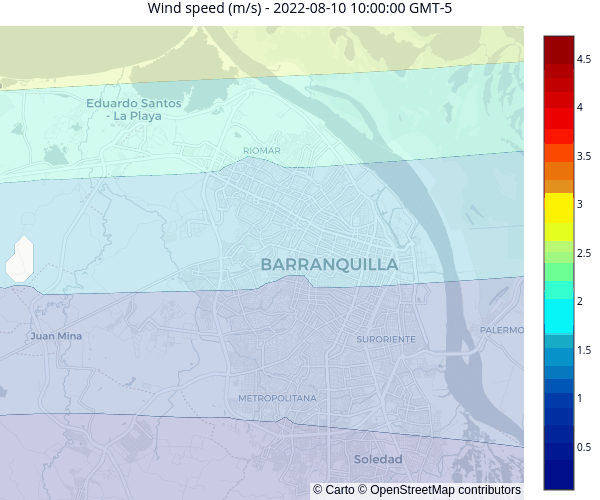 Wind speed (m/s) - 2022-08-10 10:00:00 GMT-5
4.5
4
3.5
3
2.5
2
1.5
1
0.5
Eduardo Santos
- La Playa
RIOMAR
BARRANQUILLA
Juan Mina
SURORIENTE
PALERMO
METROPOLITANA
Soledad
© Carto © OpenStreetMap contributors